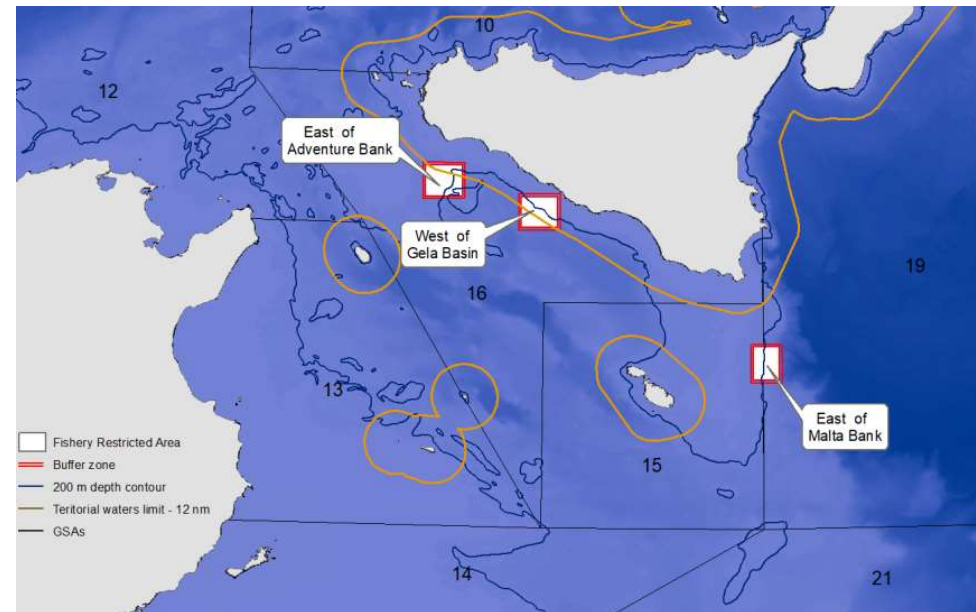 10
12
East of
Adventure Bank
West of
Gela Basin
19
16
13
East of
Malta Bank
15
14
21
Fishery Restricted Area
Buffer zone
200 m depth contour
Teritorial waters limit - 12 nm
GSAs